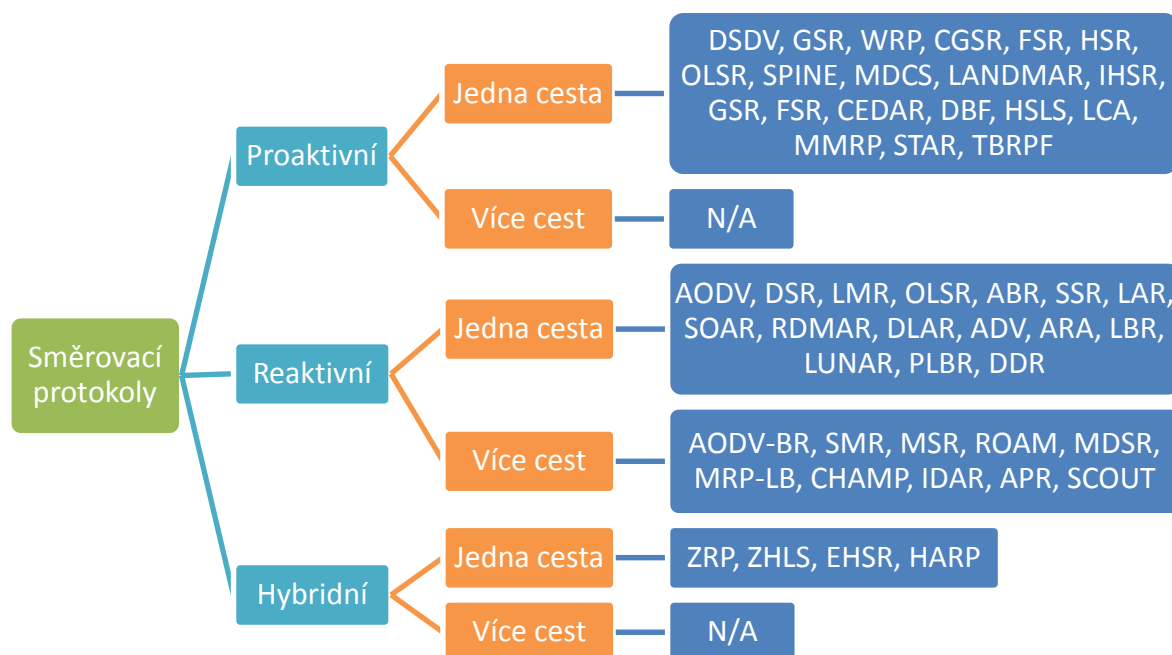 Směrovací
protokoly
Proaktivní
Jedna cesta
DSDV, GSR, WRP, CGSR, FSR, HSR,
OLSR, SPINE, MDCS, LANDMAR, IHSR,
GSR, FSR, CEDAR, DBF, HSLS, LCA,
MMRP, STAR, TBRPF
Více cest
N/A
Reaktivní
Jedna cesta
AODV, DSR, LMR, OLSR, ABR, SSR, LAR,
SOAR, RDMAR, DLAR, ADV, ARA, LBR,
LUNAR, PLBR, DDR
Více cest
AODV-BR, SMR, MSR, ROAM, MDSR,
MRP-LB, CHAMP, IDAR, APR, SCOUT
Hybridní
Jedna cesta
ZRP, ZHLS, EHSR, HARP
Více cest
N/A